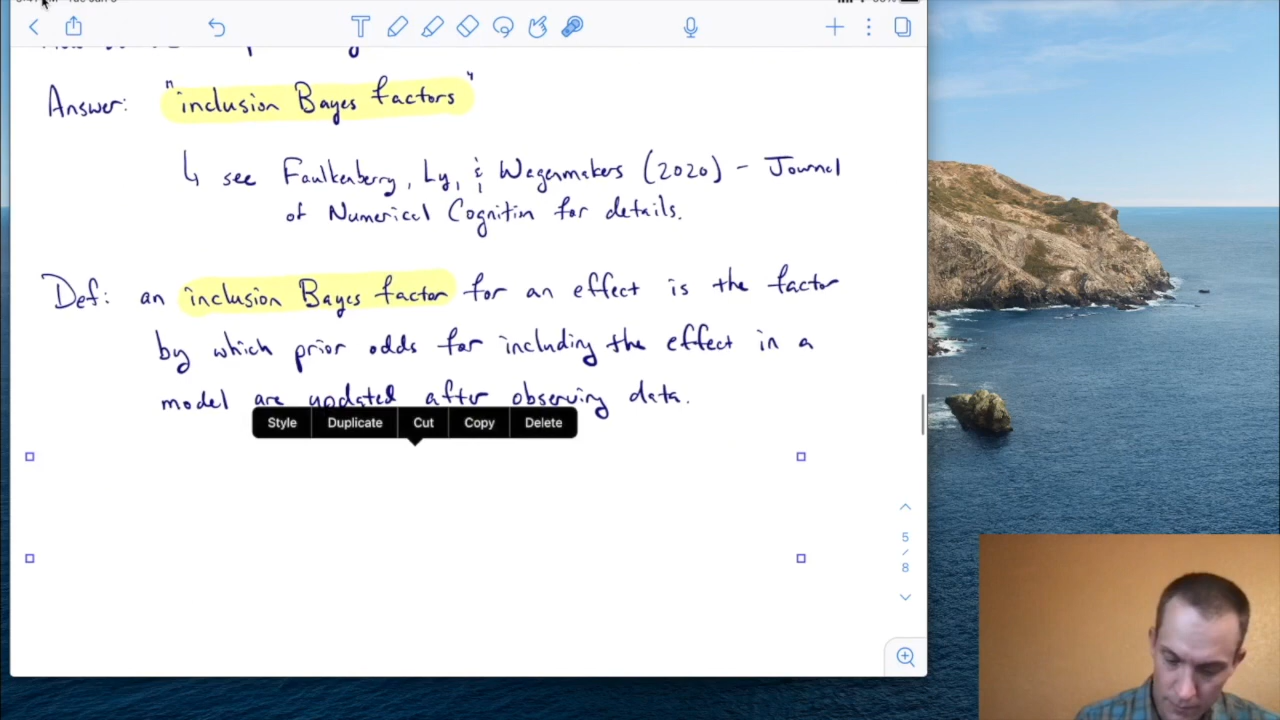 Answer: "inclusion Bayes factors"
↳ see Faulkenberry, Ly, & Wagenmakers (2020) - Journal
of Numerical Cognition for details.
Def: an inclusion Bayes factor for an effect is the factor
by which prior odds for including the effect in a
model are updated after observing data.
Style Duplicate Cut Copy Delete
5
/
8